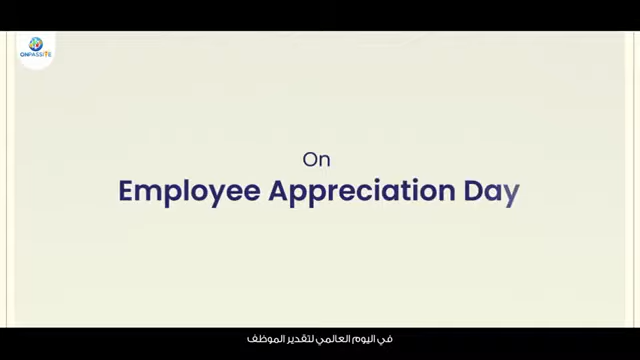 ONPASSIVE
On
Employee Appreciation Day
في اليوم العالمي لتقدير الموظف